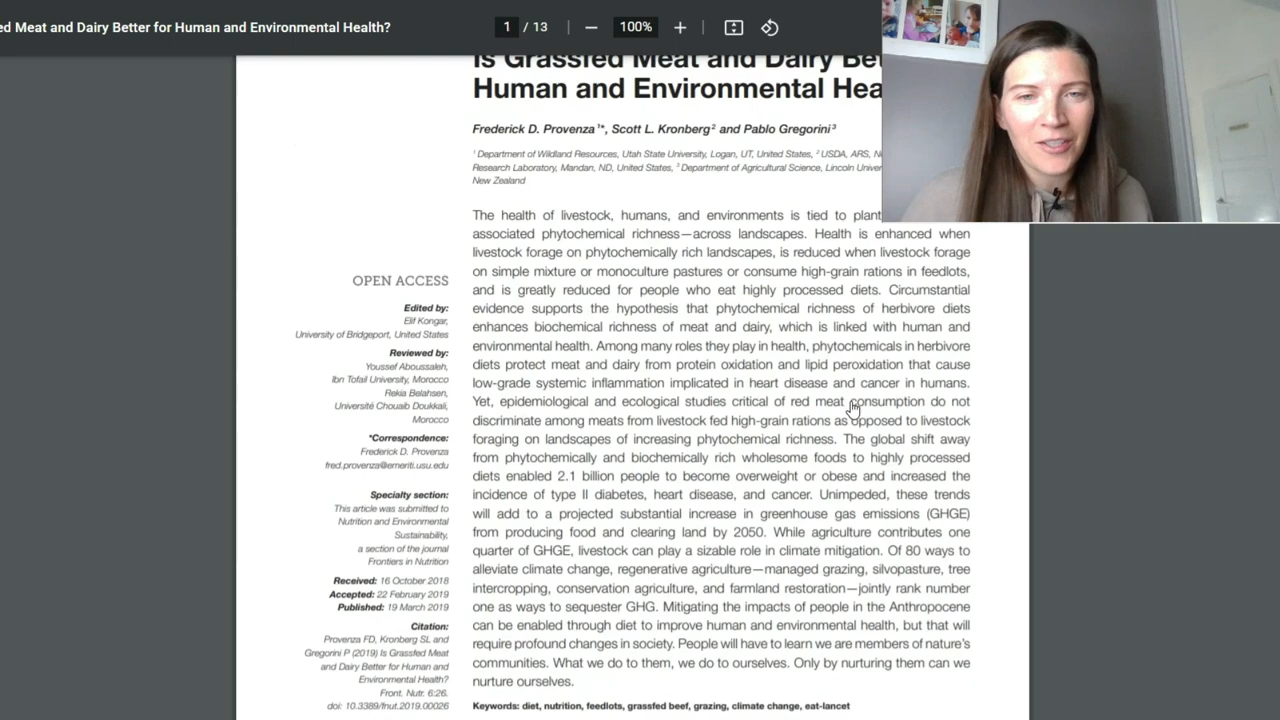 ed Meat and Dairy Better for Human and Environmental Health?
1 / 13
100%
Is Grassfed Meat and Dairy Be
Human and Environmental Hea
Frederick D. Provenza 1*, Scott L. Kronberg 2 and Pablo Gregorini 3
1 Department of Wildland Resources, Utah State University, Logan, UT, United States, 2 USDA, ARS, N
Research Laboratory, Mandan, ND, United States, 3 Department of Agricultural Science, Lincoln Univer
New Zealand
The health of livestock, humans, and environments is tied to plant
associated phytochemical richness—across landscapes. Health is enhanced when
livestock forage on phytochemically rich landscapes, is reduced when livestock forage
on simple mixture or monoculture pastures or consume high-grain rations in feedlots,
and is greatly reduced for people who eat highly processed diets. Circumstantial
evidence supports the hypothesis that phytochemical richness of herbivore diets
enhances biochemical richness of meat and dairy, which is linked with human and
environmental health. Among many roles they play in health, phytochemicals in herbivore
diets protect meat and dairy from protein oxidation and lipid peroxidation that cause
low-grade systemic inflammation implicated in heart disease and cancer in humans.
Yet, epidemiological and ecological studies critical of red meat consumption do not
discriminate among meats from livestock fed high-grain rations as opposed to livestock
foraging on landscapes of increasing phytochemical richness. The global shift away
from phytochemically and biochemically rich wholesome foods to highly processed
diets enabled 2.1 billion people to become overweight or obese and increased the
incidence of type II diabetes, heart disease, and cancer. Unimpeded, these trends
will add to a projected substantial increase in greenhouse gas emissions (GHGE)
from producing food and clearing land by 2050. While agriculture contributes one
quarter of GHGE, livestock can play a sizable role in climate mitigation. Of 80 ways to
alleviate climate change, regenerative agriculture—managed grazing, silvopasture, tree
intercropping, conservation agriculture, and farmland restoration—jointly rank number
one as ways to sequester GHG. Mitigating the impacts of people in the Anthropocene
can be enabled through diet to improve human and environmental health, but that will
require profound changes in society. People will have to learn we are members of nature's
communities. What we do to them, we do to ourselves. Only by nurturing them can we
nurture ourselves.
Keywords: diet, nutrition, feedlots, grassfed beef, grazing, climate change, eat-lancet
OPEN ACCESS
Edited by:
Elif Kongar,
University of Bridgeport, United States
Reviewed by:
Youssef Aboussaleh,
Ibn Tofail University, Morocco
Rekia Belahsen,
Université Chouaib Doukkali,
Morocco
*Correspondence:
Frederick D. Provenza
fred.provenza@emeriti.usu.edu
Specialty section:
This article was submitted to
Nutrition and Environmental
Sustainability,
a section of the journal
Frontiers in Nutrition
Received: 16 October 2018
Accepted: 22 February 2019
Published: 19 March 2019
Citation:
Provenza FD, Kronberg SL and
Gregorini P (2019) Is Grassfed Meat
and Dairy Better for Human and
Environmental Health?
Front. Nutr. 6:26.
doi: 10.3389/fnut.2019.00026